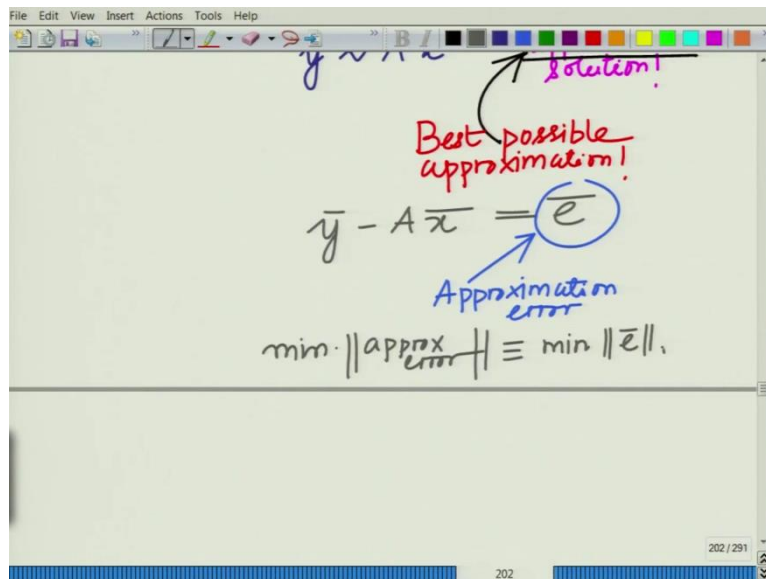 File Edit View Insert Actions Tools Help
B I
Solution!
Best possible
approximation!
ȳ - A x̄ = ē
Approximation
error
min. ||approx error|| ≡ min ||ē||.
202 / 291
202